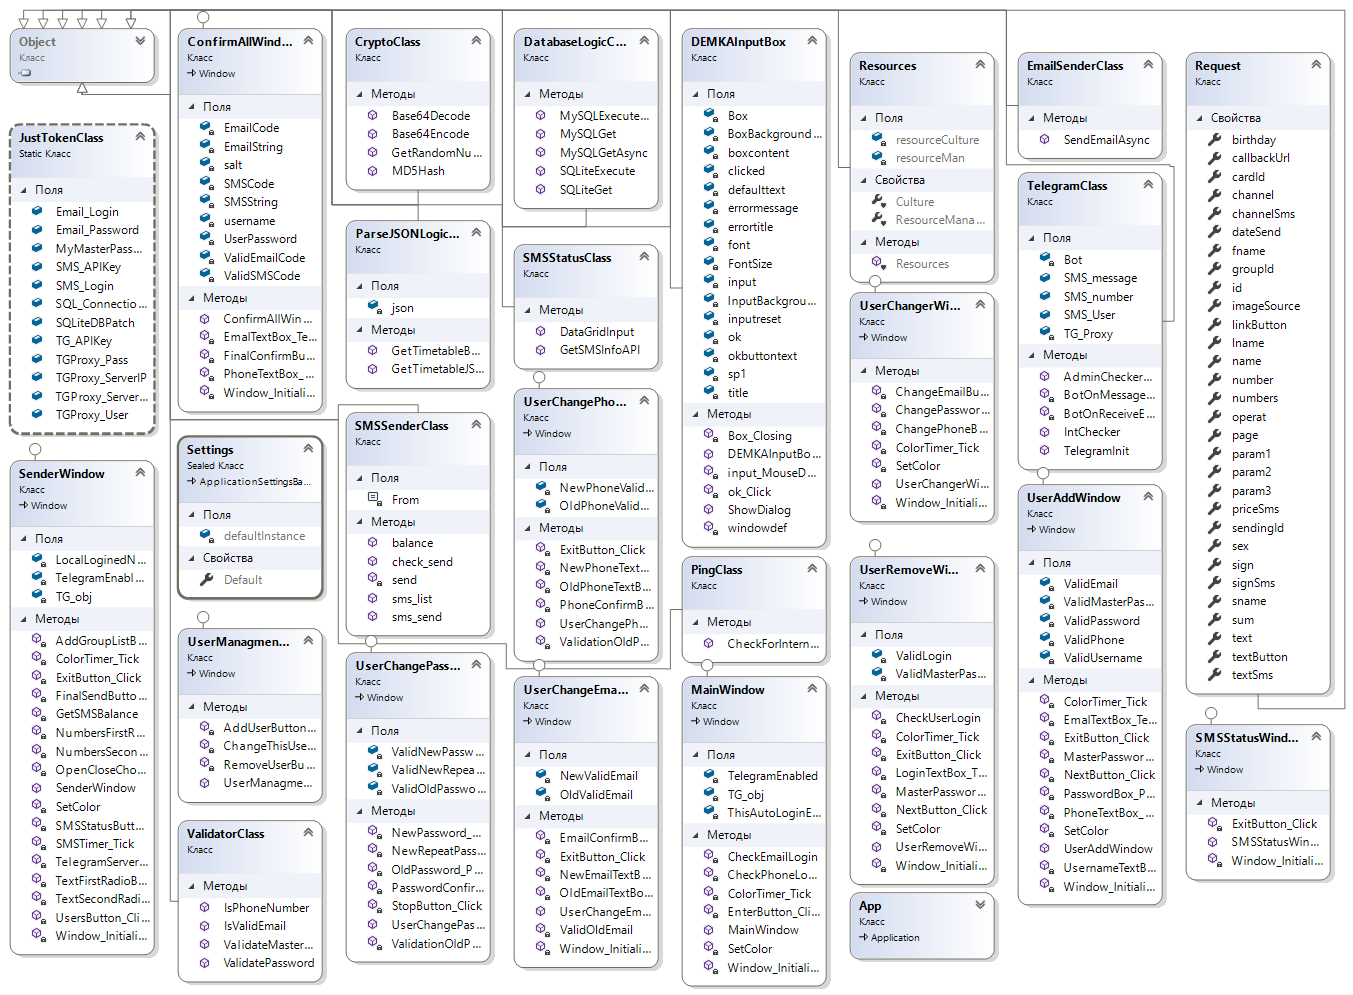 Object
Класс
JustTokenClass
Static Класс
Поля
Email_Login
Email_Password
MyMasterPass...
SMS_APIKey
SMS_Login
SQL_Connectio...
SQLiteDBPatch
TG_APIKey
TGProxy_Pass
TGProxy_ServerIP
TGProxy_Server...
TGProxy_User
SenderWindow
Класс
Window
Поля
LocalLoginedN...
TelegramEnabl...
TG_obj
Методы
AddGroupListB...
ColorTimer_Tick
ExitButton_Click
FinalSendButto...
GetSMSBalance
NumbersFirstR...
NumbersSecon...
OpenCloseCho...
SenderWindow
SetColor
SMSStatusButt...
SMSTimer_Tick
TelegramServer...
TextFirstRadioB...
TextSecondRadi...
UsersButton_Cli...
Window_Initiali...
ConfirmAllWind...
Класс
Window
Поля
EmailCode
EmailString
salt
SMSCode
SMSString
username
UserPassword
ValidEmailCode
ValidSMSCode
Методы
ConfirmAllWin...
EmalTextBox_Te...
FinalConfirmBu...
PhoneTextBox_...
Window_Initiali...
Settings
Sealed Класс
ApplicationSettingsBa...
Поля
defaultInstance
Свойства
Default
UserManagmen...
Класс
Window
Методы
AddUserButton...
ChangeThisUse...
RemoveUserBu...
UserManagme...
ValidatorClass
Класс
Методы
IsPhoneNumber
IsValidEmail
ValidateMaster...
ValidatePassword
CryptoClass
Класс
Методы
Base64Decode
Base64Encode
GetRandomNu...
MD5Hash
ParseJSONLogic...
Класс
Поля
json
Методы
GetTimetableB...
GetTimetableJS...
SMSSenderClass
Класс
Поля
From
Методы
balance
check_send
send
sms_list
sms_send
UserChangePass...
Класс
Window
Поля
ValidNewPassw...
ValidNewRepea...
ValidOldPasswo...
Методы
NewPassword_...
NewRepeatPass...
OldPassword_P...
PasswordConfir...
StopButton_Click
UserChangePas...
ValidationOldP...
DatabaseLogicC...
Класс
Методы
MySQLExecute...
MySQLGet
MySQLGetAsync
SQLiteExecute
SQLiteGet
SMSStatusClass
Класс
Методы
DataGridInput
GetSMSInfoAPI
UserChangePho...
Класс
Window
Поля
NewPhoneValid...
OldPhoneValid...
Методы
ExitButton_Click
NewPhoneText...
OldPhoneTextB...
PhoneConfirmB...
UserChangePh...
ValidationOldP...
UserChangeEma...
Класс
Window
Поля
NewValidEmail
OldValidEmail
Методы
EmailConfirmB...
ExitButton_Click
NewEmailTextB...
OldEmailTextBo...
UserChangeEm...
ValidOldEmail
Window_Initiali...
DEMKAInputBox
Класс
Поля
Box
BoxBackground...
boxcontent
clicked
defaulttext
errormessage
errortitle
font
FontSize
input
InputBackgrou...
inputreset
ok
okbuttontext
sp1
title
Методы
Box_Closing
DEMKAInputBo...
input_MouseD...
ok_Click
ShowDialog
windowdef
PingClass
Класс
Методы
CheckForIntern...
MainWindow
Класс
Window
Поля
TelegramEnabled
TG_obj
ThisAutoLoginE...
Методы
CheckEmailLogin
CheckPhoneLo...
ColorTimer_Tick
EnterButton_Cli...
MainWindow
SetColor
Window_Initiali...
Resources
Класс
Поля
resourceCulture
resourceMan
Свойства
Culture
ResourceMana...
Методы
Resources
UserChangerWi...
Класс
Window
Методы
ChangeEmailBu...
ChangePasswor...
ChangePhoneB...
ColorTimer_Tick
SetColor
UserChangerWi...
Window_Initiali...
UserRemoveWi...
Класс
Window
Поля
ValidLogin
ValidMasterPas...
Методы
CheckUserLogin
ColorTimer_Tick
ExitButton_Click
LoginTextBox_T...
MasterPasswor...
NextButton_Click
SetColor
UserRemoveWi...
Window_Initiali...
App
Класс
Application
EmailSenderClass
Класс
Методы
SendEmailAsync
TelegramClass
Класс
Поля
Bot
SMS_message
SMS_number
SMS_User
TG_Proxy
Методы
AdminChecker...
BotOnMessage...
BotOnReceiveE...
IntChecker
TelegramInit
UserAddWindow
Класс
Window
Поля
ValidEmail
ValidMasterPas...
ValidPassword
ValidPhone
ValidUsername
Методы
ColorTimer_Tick
EmalTextBox_Te...
ExitButton_Click
MasterPasswor...
NextButton_Click
PasswordBox_P...
PhoneTextBox_...
SetColor
UserAddWindow
UsernameTextB...
Window_Initiali...
Request
Класс
Свойства
birthday
callbackUrl
cardId
channel
channelSms
dateSend
fname
groupId
id
imageSource
linkButton
lname
name
number
numbers
operat
page
param1
param2
param3
priceSms
sendingId
sex
sign
signSms
sname
sum
text
textButton
textSms
SMSStatusWind...
Класс
Window
Методы
ExitButton_Click
SMSStatusWin...
Window_Initiali...